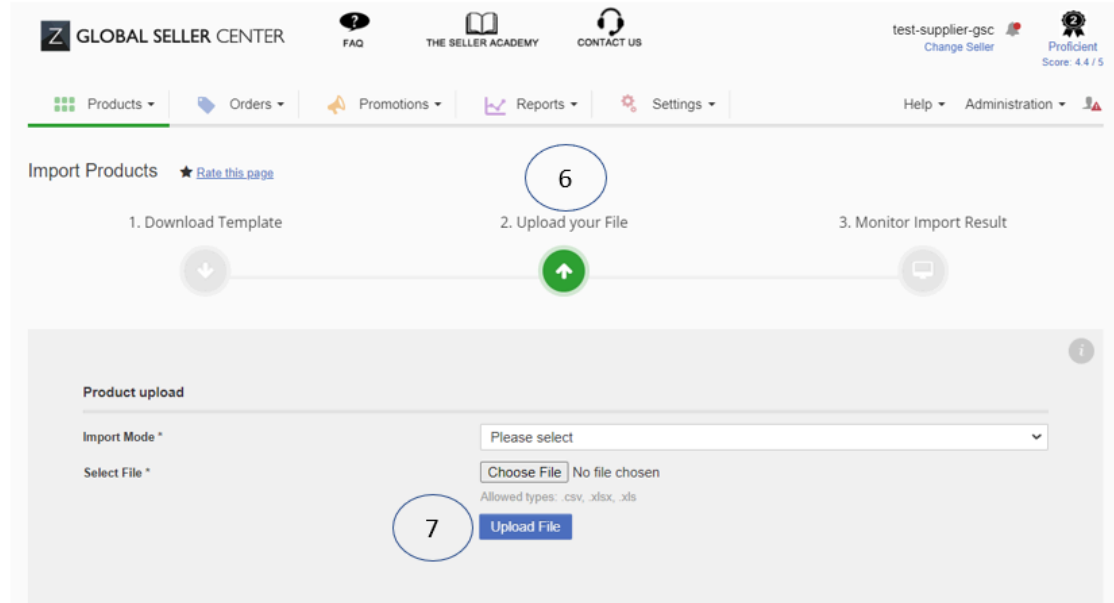 Z GLOBAL SELLER CENTER
?
FAQ
THE SELLER ACADEMY
CONTACT US
test-supplier-gsc
Change Seller
2
Proficient
Score: 4.4 / 5
Products
Orders
Promotions
Reports
Settings
Help
Administration
Import Products
Rate this page
6
1. Download Template
2. Upload your File
3. Monitor Import Result
i
Product upload
Import Mode *
Please select
Select File *
Choose File No file chosen
Allowed types: .csv, .xlsx, .xls
7
Upload File